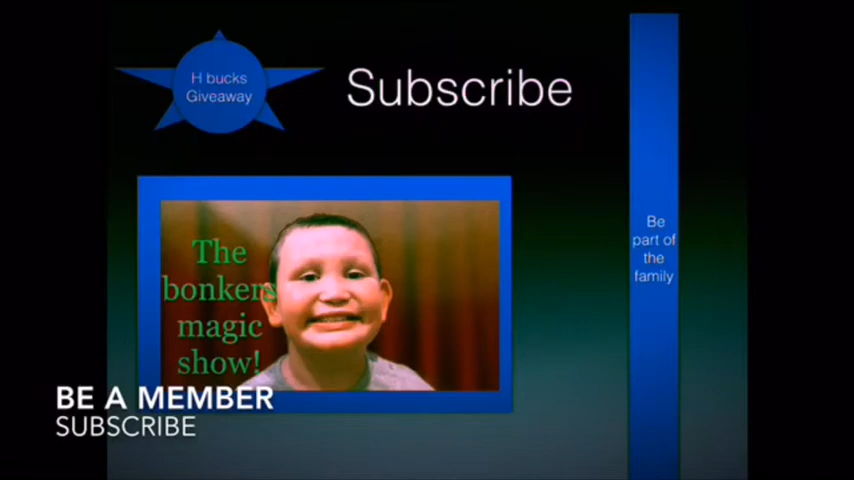 H bucks
Giveaway
Subscribe
Be
part of
the
family
The
bonkers
magic
show!
BE A MEMBER
SUBSCRIBE